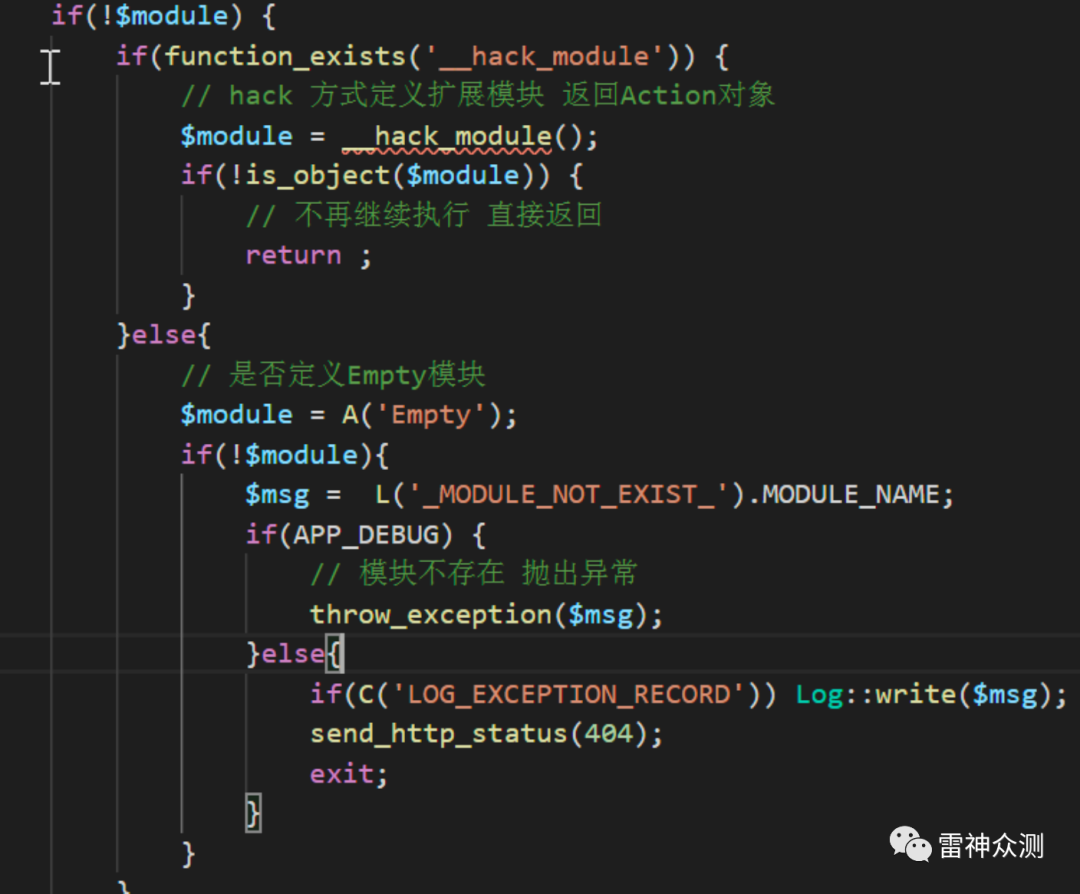 if(!$module) {
if(function_exists('__hack_module')) {
// hack 方式定义扩展模块 返回Action对象
$module = __hack_module();
if(!is_object($module)) {
// 不再继续执行 直接返回
return ;
}
}else{
// 是否定义Empty模块
$module = A('Empty');
if(!$module){
$msg =  L('_MODULE_NOT_EXIST_').MODULE_NAME;
if(APP_DEBUG) {
// 模块不存在 抛出异常
throw_exception($msg);
}else{
if(C('LOG_EXCEPTION_RECORD')) Log::write($msg);
send_http_status(404);
exit;
}
}
}
雷神众测